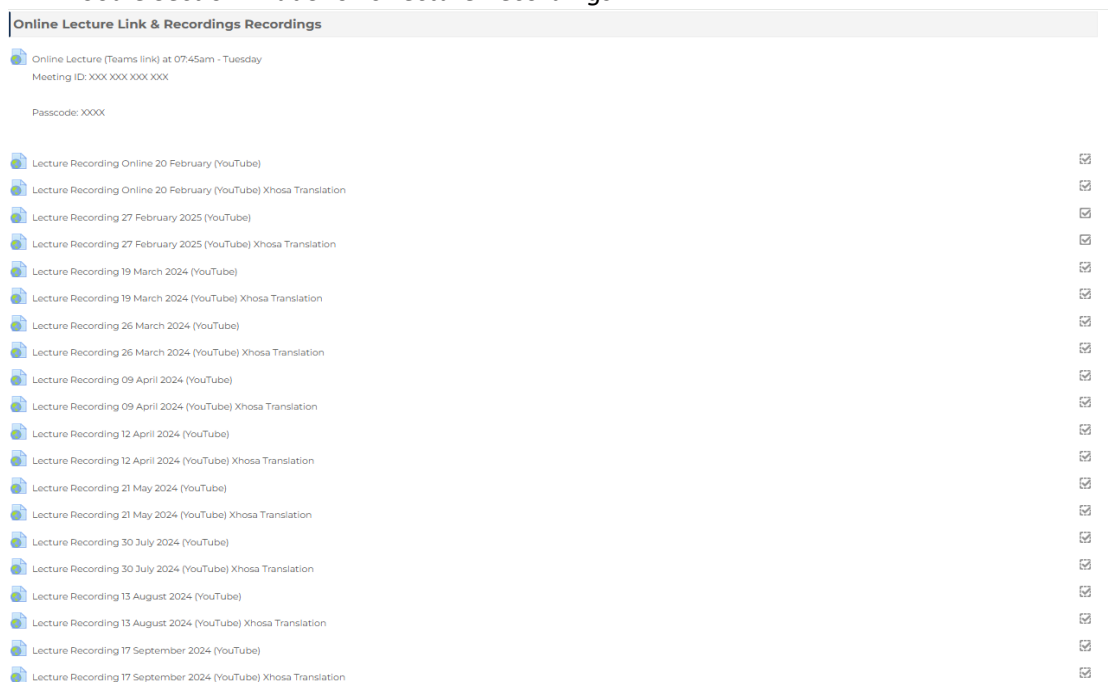 Online Lecture Link & Recordings Recordings
Online Lecture (Teams link) at 07:45am - Tuesday
Meeting ID: XXX XXX XXX XXX
Passcode: XXXX
Lecture Recording Online 20 February (YouTube)
Lecture Recording Online 20 February (YouTube) Xhosa Translation
Lecture Recording 27 February 2025 (YouTube)
Lecture Recording 27 February 2025 (YouTube) Xhosa Translation
Lecture Recording 19 March 2024 (YouTube)
Lecture Recording 19 March 2024 (YouTube) Xhosa Translation
Lecture Recording 26 March 2024 (YouTube)
Lecture Recording 26 March 2024 (YouTube) Xhosa Translation
Lecture Recording 09 April 2024 (YouTube)
Lecture Recording 09 April 2024 (YouTube) Xhosa Translation
Lecture Recording 12 April 2024 (YouTube)
Lecture Recording 12 April 2024 (YouTube) Xhosa Translation
Lecture Recording 21 May 2024 (YouTube)
Lecture Recording 21 May 2024 (YouTube) Xhosa Translation
Lecture Recording 30 July 2024 (YouTube)
Lecture Recording 30 July 2024 (YouTube) Xhosa Translation
Lecture Recording 13 August 2024 (YouTube)
Lecture Recording 13 August 2024 (YouTube) Xhosa Translation
Lecture Recording 17 September 2024 (YouTube)
Lecture Recording 17 September 2024 (YouTube) Xhosa Translation